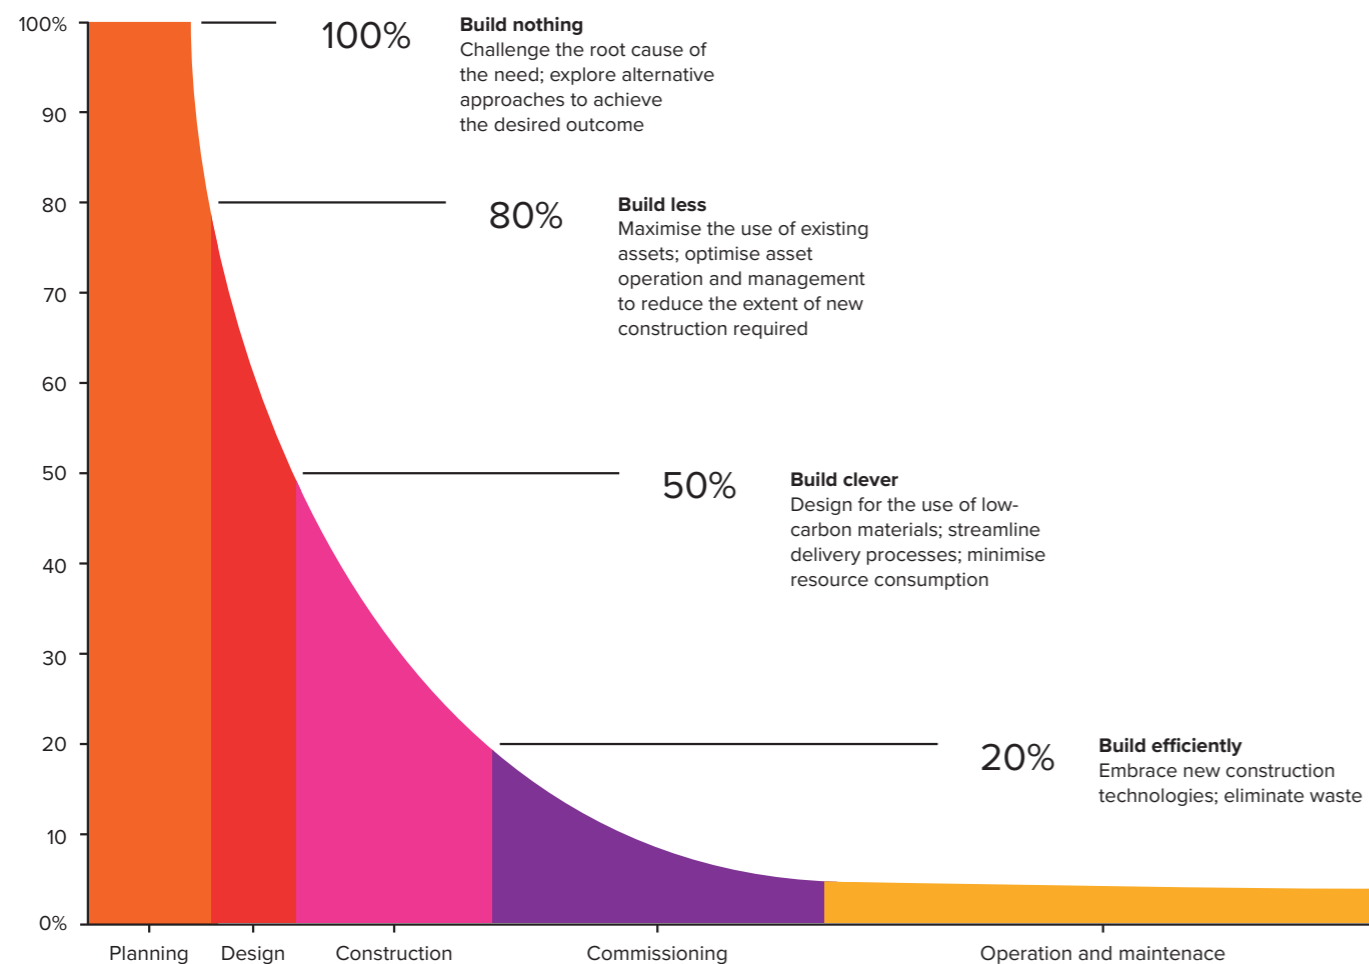 100%
90
80
70
60
50
40
30
20
10
0%
100%
Build nothing
Challenge the root cause of
the need; explore alternative
approaches to achieve
the desired outcome
80%
Build less
Maximise the use of existing
assets; optimise asset
operation and management
to reduce the extent of new
construction required
50%
Build clever
Design for the use of low-
carbon materials; streamline
delivery processes; minimise
resource consumption
20%
Build efficiently
Embrace new construction
technologies; eliminate waste
Planning
Design
Construction
Commissioning
Operation and maintenace